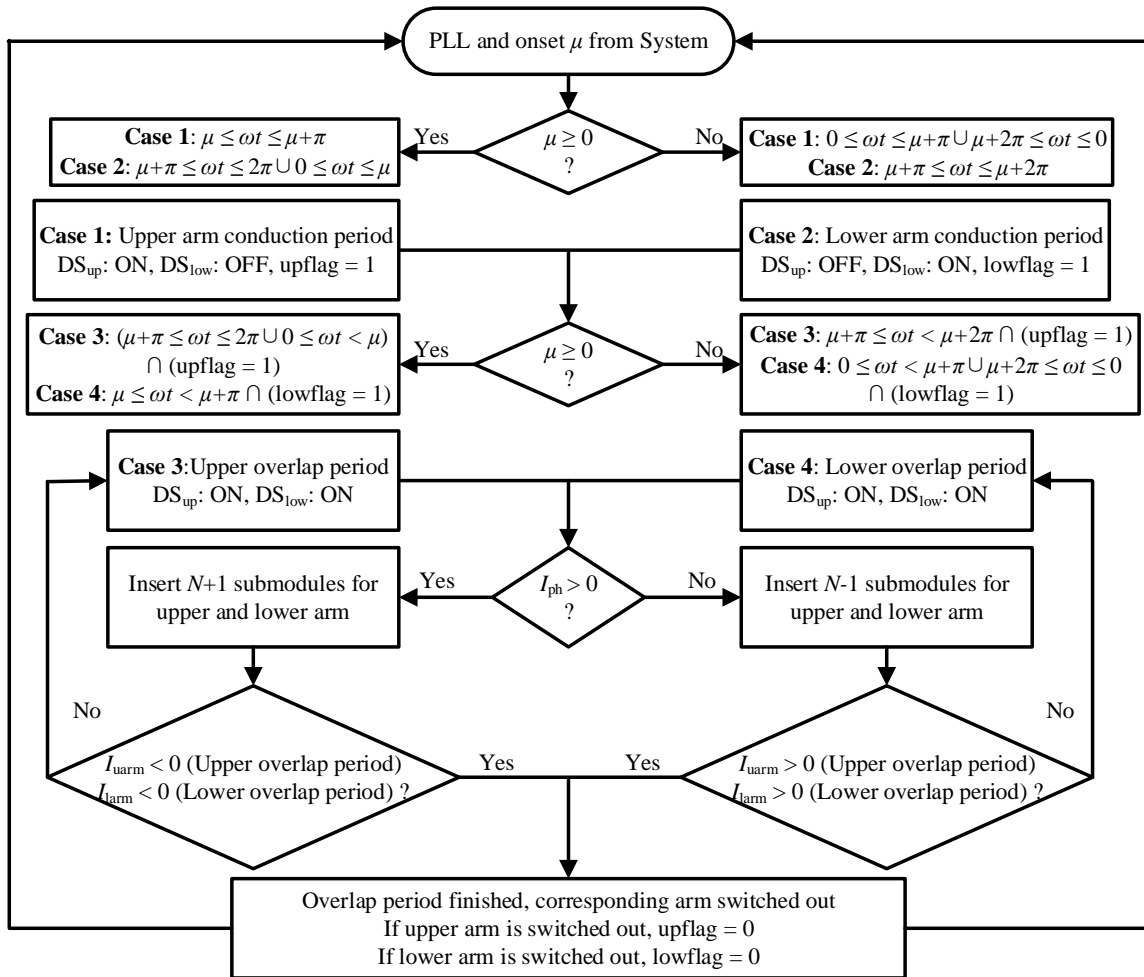 PLL and onset μ from System
Case 1: μ ≤ ωt ≤ μ+π
Case 2: μ+π ≤ ωt ≤ 2π ∪ 0 ≤ ωt ≤ μ
Yes
μ ≥ 0
?
No
Case 1: 0 ≤ ωt ≤ μ+π ∪ μ+2π ≤ ωt ≤ 0
Case 2: μ+π ≤ ωt ≤ μ+2π
Case 1: Upper arm conduction period
DSup: ON, DSlow: OFF, upflag = 1
Case 2: Lower arm conduction period
DSup: OFF, DSlow: ON, lowflag = 1
Case 3: (μ+π ≤ ωt ≤ 2π ∪ 0 ≤ ωt < μ)
∩ (upflag = 1)
Case 4: μ ≤ ωt < μ+π ∩ (lowflag = 1)
Yes
μ ≥ 0
?
No
Case 3: μ+π ≤ ωt < μ+2π ∩ (upflag = 1)
Case 4: 0 ≤ ωt < μ+π ∪ μ+2π ≤ ωt ≤ 0
∩ (lowflag = 1)
Case 3:Upper overlap period
DSup: ON, DSlow: ON
Case 4: Lower overlap period
DSup: ON, DSlow: ON
Insert N+1 submodules for
upper and lower arm
Yes
Iph > 0
?
No
Insert N-1 submodules for
upper and lower arm
No
Iuarm < 0 (Upper overlap period)
Ilarm < 0 (Lower overlap period) ?
Yes
Yes
Iuarm > 0 (Upper overlap period)
Ilarm > 0 (Lower overlap period) ?
No
Overlap period finished, corresponding arm switched out
If upper arm is switched out, upflag = 0
If lower arm is switched out, lowflag = 0